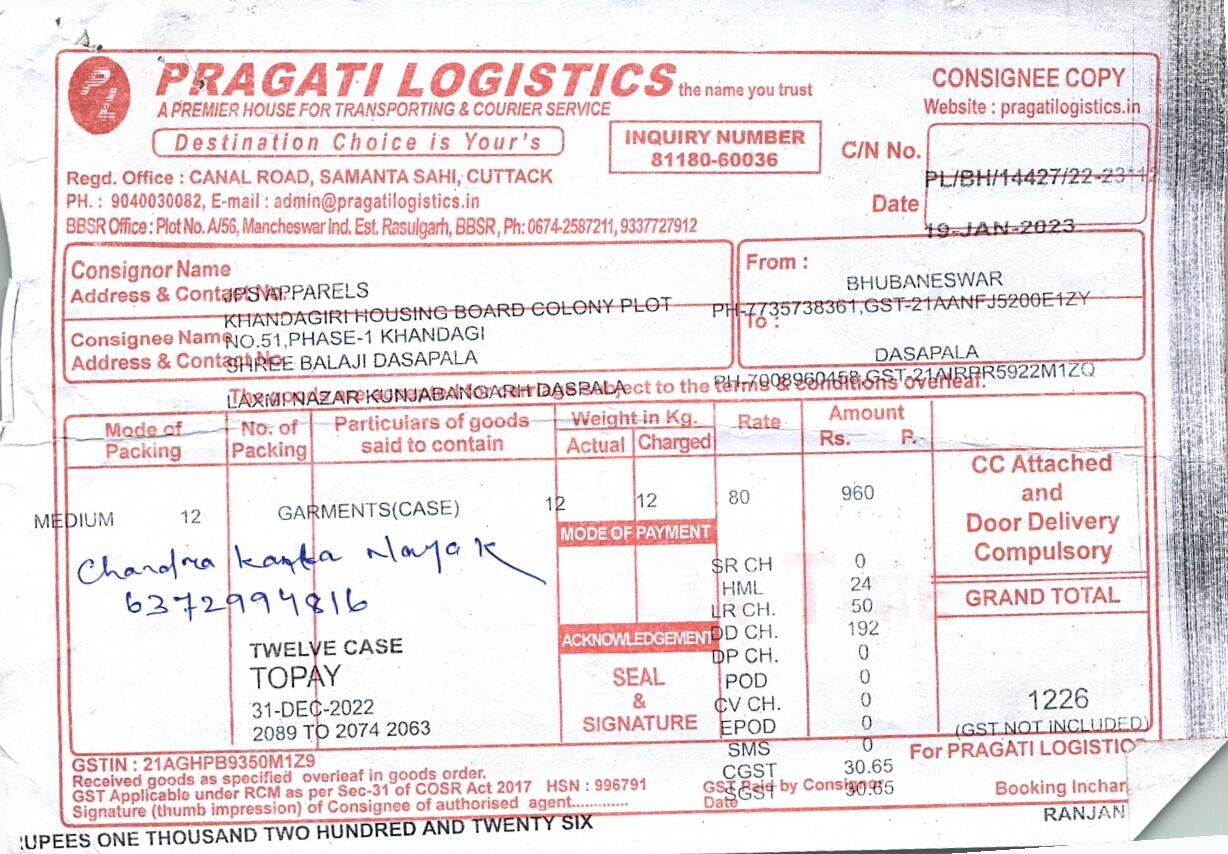 PRAGATI LOGISTICS the name you trust
A PREMIER HOUSE FOR TRANSPORTING & COURIER SERVICE
Destination Choice is Your's
INQUIRY NUMBER
81180-60036
CONSIGNEE COPY
Website : pragatilogistics.in
C/N No.
PL/BH/14427/22-23
Date
19-JAN-2023
Regd. Office : CANAL ROAD, SAMANTA SAHI, CUTTACK
PH. : 9040030082, E-mail : admin@pragatilogistics.in
BBSR Office : Plot No. A/56, Mancheswar Ind. Est. Rasulgarh, BBSR, Ph: 0674-2587211, 9337727912
Consignor Name
Address & Contact No.
JPS APPARELS
KHANDAGIRI HOUSING BOARD COLONY PLOT
NO.51,PHASE-1 KHANDAGI
From :
BHUBANESWAR
PH-7735738361,GST-21AANFJ5200E1ZY
Consignee Name
Address & Contact No.
SHREE BALAJI DASAPALA
LAXMI NAZAR KUNJABANGARH DASPALA
To :
DASAPALA
PH-7008960458,GST-21AIRPR5922M1ZQ
subject to the terms & conditions overleaf.
Mode of Packing
No. of Packing
Particulars of goods said to contain
Weight in Kg.
Actual Charged
Rate
Amount
Rs. P.
MEDIUM 12 GARMENTS(CASE) 12 12 80 960
CC Attached
and
Door Delivery
Compulsory
GRAND TOTAL
1226
(GST NOT INCLUDED)
Chandra Kanta Nayak
6372994816
TWELVE CASE
TOPAY
31-DEC-2022
2089 TO 2074 2063
MODE OF PAYMENT
ACKNOWLEDGEMENT
SEAL
&
SIGNATURE
SR CH 0
HML 24
LR CH. 50
DD CH. 192
DP CH. 0
POD 0
CV CH. 0
EPOD 0
SMS 0
CGST 30.65
SGST 30.65
GSTIN : 21AGHPB9350M1Z9
Received goods as specified overleaf in goods order.
GST Applicable under RCM as per Sec-31 of COSR Act 2017 HSN : 996791
Signature (thumb impression) of Consignee of authorised agent.............
GST Paid by Consignor
Date
For PRAGATI LOGISTIC
Booking Inchar
RANJAN
RUPEES ONE THOUSAND TWO HUNDRED AND TWENTY SIX